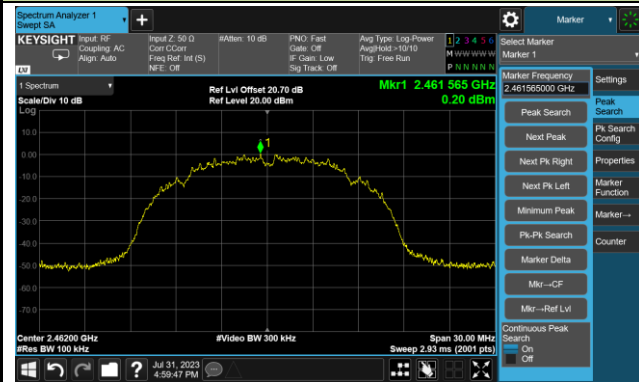 Spectrum Analyzer 1
Swept SA
Marker
KEYSIGHT
Input: RF
Coupling: AC
Align: Auto
Input Z: 50 Ω
Corr CCorr
Freq Ref: Int (S)
NFE: Off
#Atten: 10 dB
PNO: Fast
Gate: Off
IF Gain: Low
Sig Track: Off
Avg Type: Log-Power
Avg|Hold:>10/10
Trig: Free Run
1 2 3 4 5 6
M W W W W W
P N N N N N
LXI
Select Marker
Marker 1
1 Spectrum
Scale/Div 10 dB
Log
Ref Lvl Offset 20.70 dB
Ref Level 20.00 dBm
Mkr1 2.461 565 GHz
0.20 dBm
10.0
0.00
-10.0
-20.0
-30.0
-40.0
-50.0
-60.0
-70.0
1
Center 2.46200 GHz
#Res BW 100 kHz
#Video BW 300 kHz
Span 30.00 MHz
Sweep 2.93 ms (2001 pts)
Marker Frequency
2.461565000 GHz
Peak Search
Next Peak
Next Pk Right
Next Pk Left
Minimum Peak
Pk-Pk Search
Marker Delta
Mkr→CF
Mkr→Ref Lvl
Continuous Peak
Search
On
Off
Settings
Peak
Search
Pk Search
Config
Properties
Marker
Function
Marker→
Counter
Jul 31, 2023
4:59:47 PM